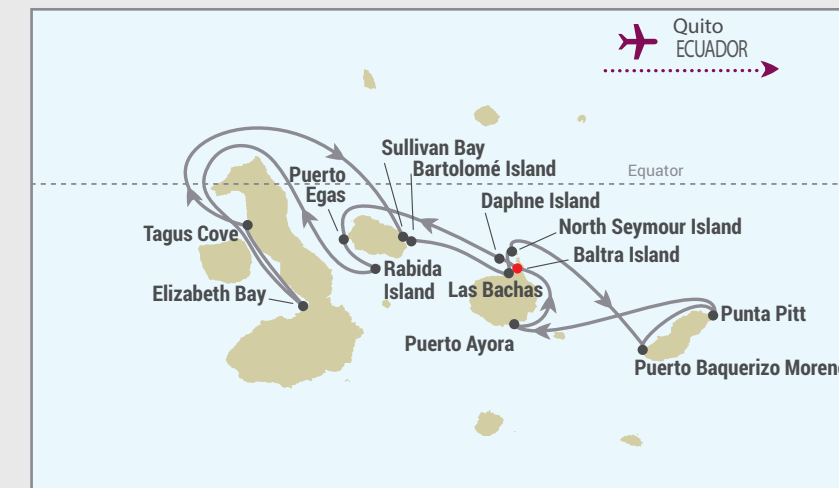 Quito
ECUADOR
Equator
Sullivan Bay
Bartolomé Island
Puerto
Egas
Daphne Island
North Seymour Island
Tagus Cove
Baltra Island
Rabida
Island
Las Bachas
Elizabeth Bay
Punta Pitt
Puerto Ayora
Puerto Baquerizo Moreno